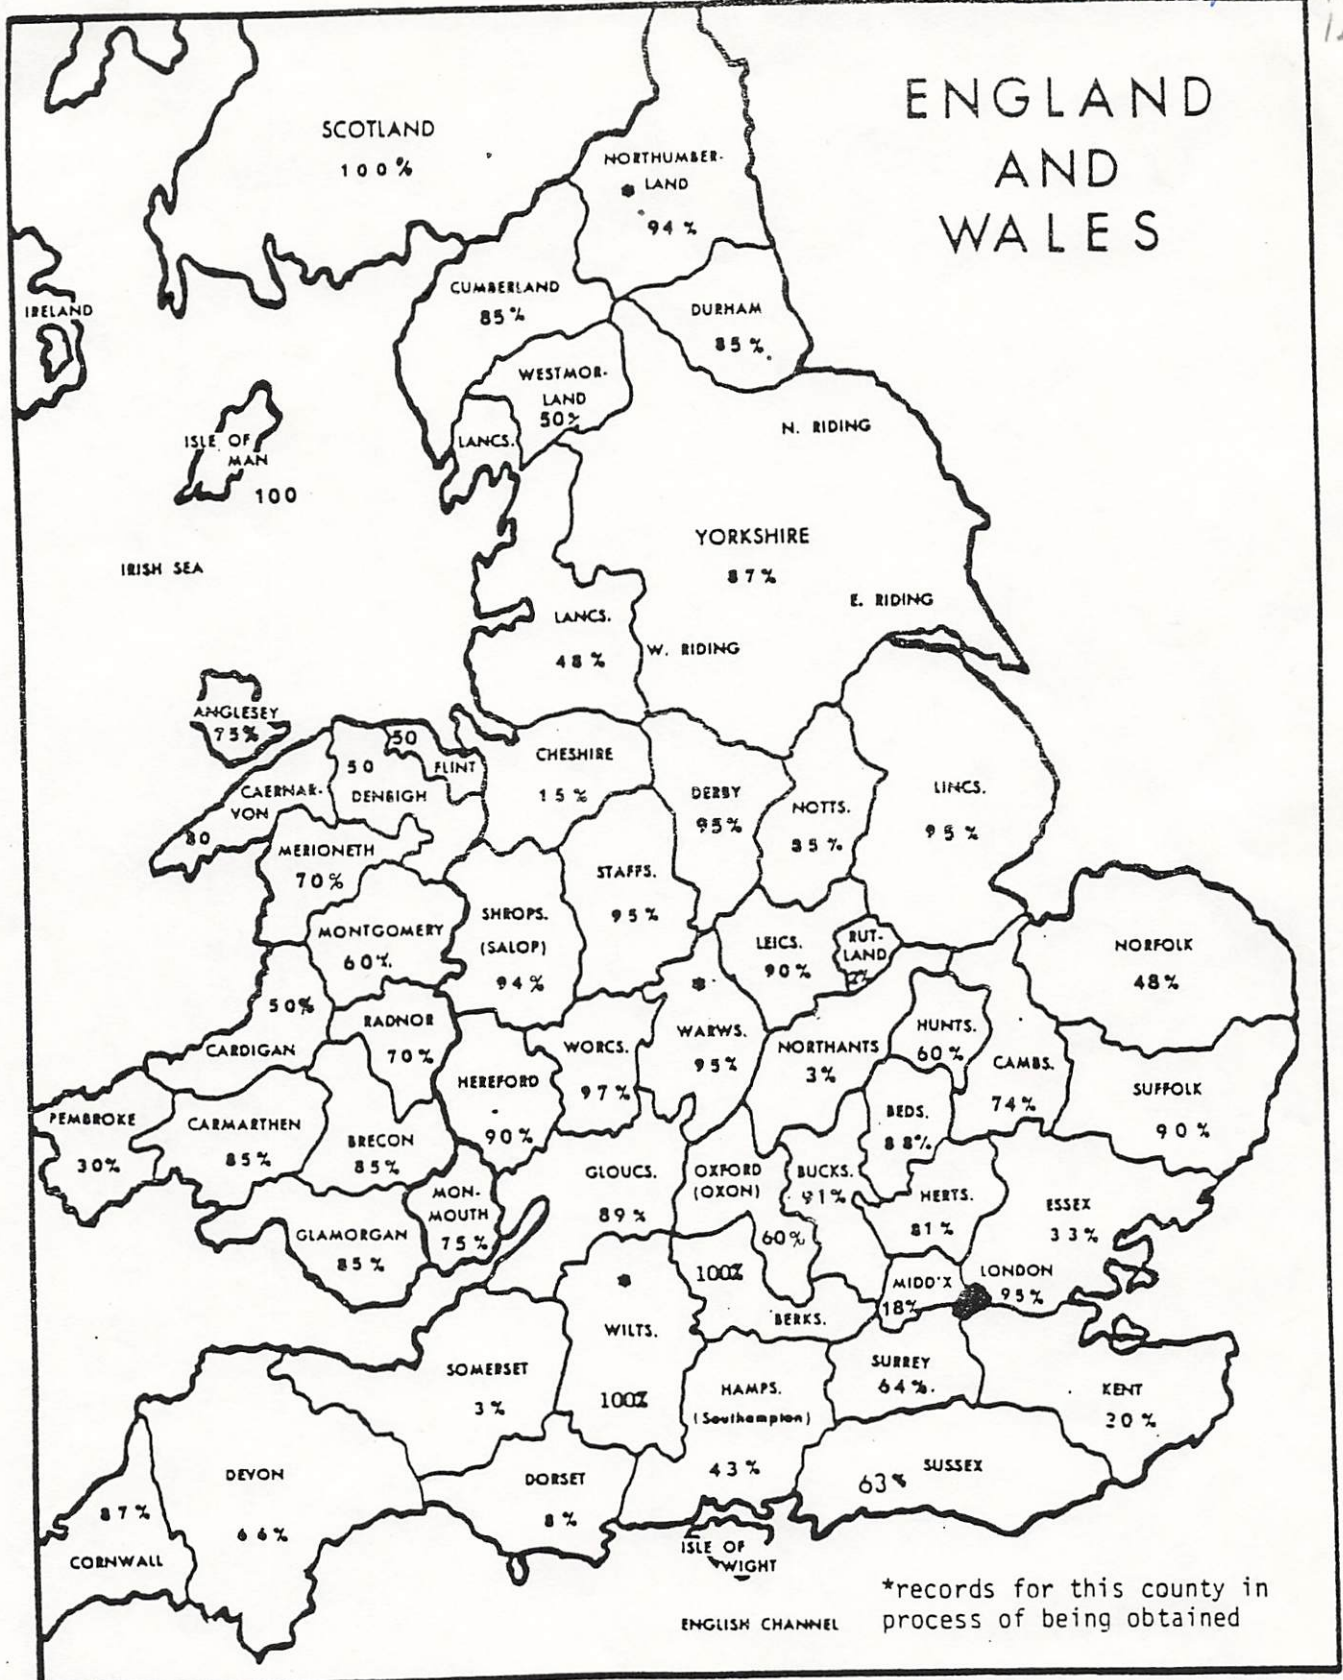 ENGLAND
AND
WALES
SCOTLAND
100%
NORTHUMBER-
* LAND
94%
IRELAND
CUMBERLAND
85%
DURHAM
85%
WESTMOR-
LAND
50%
LANCS.
N. RIDING
ISLE OF
MAN
100
YORKSHIRE
87%
IRISH SEA
E. RIDING
LANCS.
48%
W. RIDING
ANGLESEY
75%
50
FLINT
50
DENBIGH
CAERNAR-
VON
80
CHESHIRE
15%
DERBY
95%
NOTTS.
85%
LINCS.
95%
MERIONETH
70%
STAFFS.
95%
SHROPS.
(SALOP)
94%
MONTGOMERY
60%
LEICS.
90%
RUT-
LAND
2%
NORFOLK
48%
50%
CARDIGAN
RADNOR
70%
HEREFORD
90%
WORCS.
97%
*
WARWS.
95%
NORTHANTS
3%
HUNTS.
60%
CAMBS.
74%
SUFFOLK
90%
PEMBROKE
30%
CARMARTHEN
85%
BRECON
85%
BEDS.
88%
GLOUCS.
89%
OXFORD
(OXON)
60%
BUCKS.
91%
HERTS.
81%
ESSEX
33%
MON-
MOUTH
75%
GLAMORGAN
85%
100%
BERKS.
MIDD'X
18%
LONDON
95%
*
WILTS.
100%
SOMERSET
3%
HAMPS.
(Southampton)
43%
SURREY
64%
KENT
20%
DEVON
66%
DORSET
8%
63%
SUSSEX
87%
CORNWALL
ISLE OF
WIGHT
ENGLISH CHANNEL
*records for this county in
process of being obtained